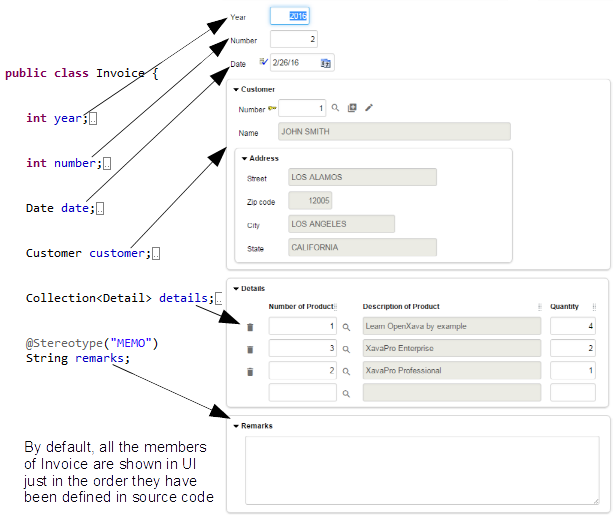 public class Invoice {
int year;
int number;
Date date;
Customer customer;
Collection<Detail> details;
@Stereotype("MEMO")
String remarks;
By default, all the members
of Invoice are shown in UI
just in the order they have
been defined in source code
Year 2016
Number 2
Date 2/26/16
Customer
Number 1
Name JOHN SMITH
Address
Street LOS ALAMOS
Zip code 12005
City LOS ANGELES
State CALIFORNIA
Details
Number of Product Description of Product Quantity
1 Learn OpenXava by example 4
3 XavaPro Enterprise 2
2 XavaPro Professional 1
Remarks